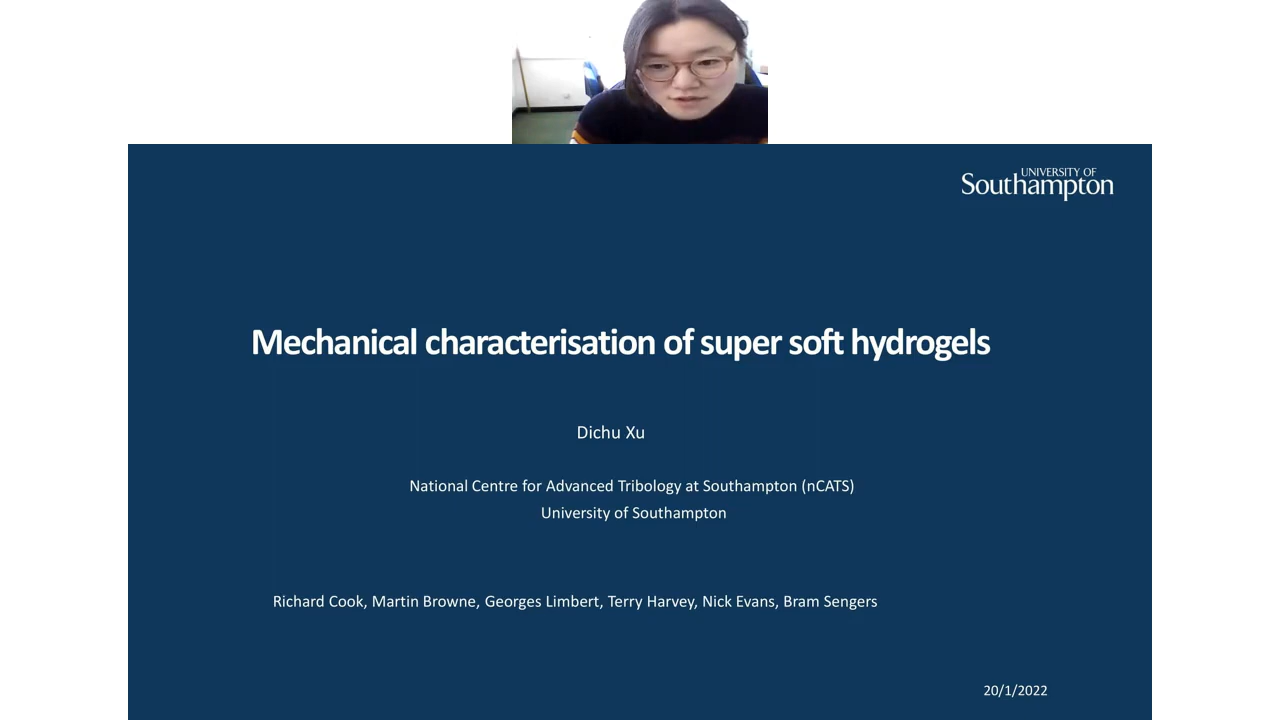 UNIVERSITY OF
Southampton
Mechanical characterisation of super soft hydrogels
Dichu Xu
National Centre for Advanced Tribology at Southampton (nCATS)
University of Southampton
Richard Cook, Martin Browne, Georges Limbert, Terry Harvey, Nick Evans, Bram Sengers
20/1/2022